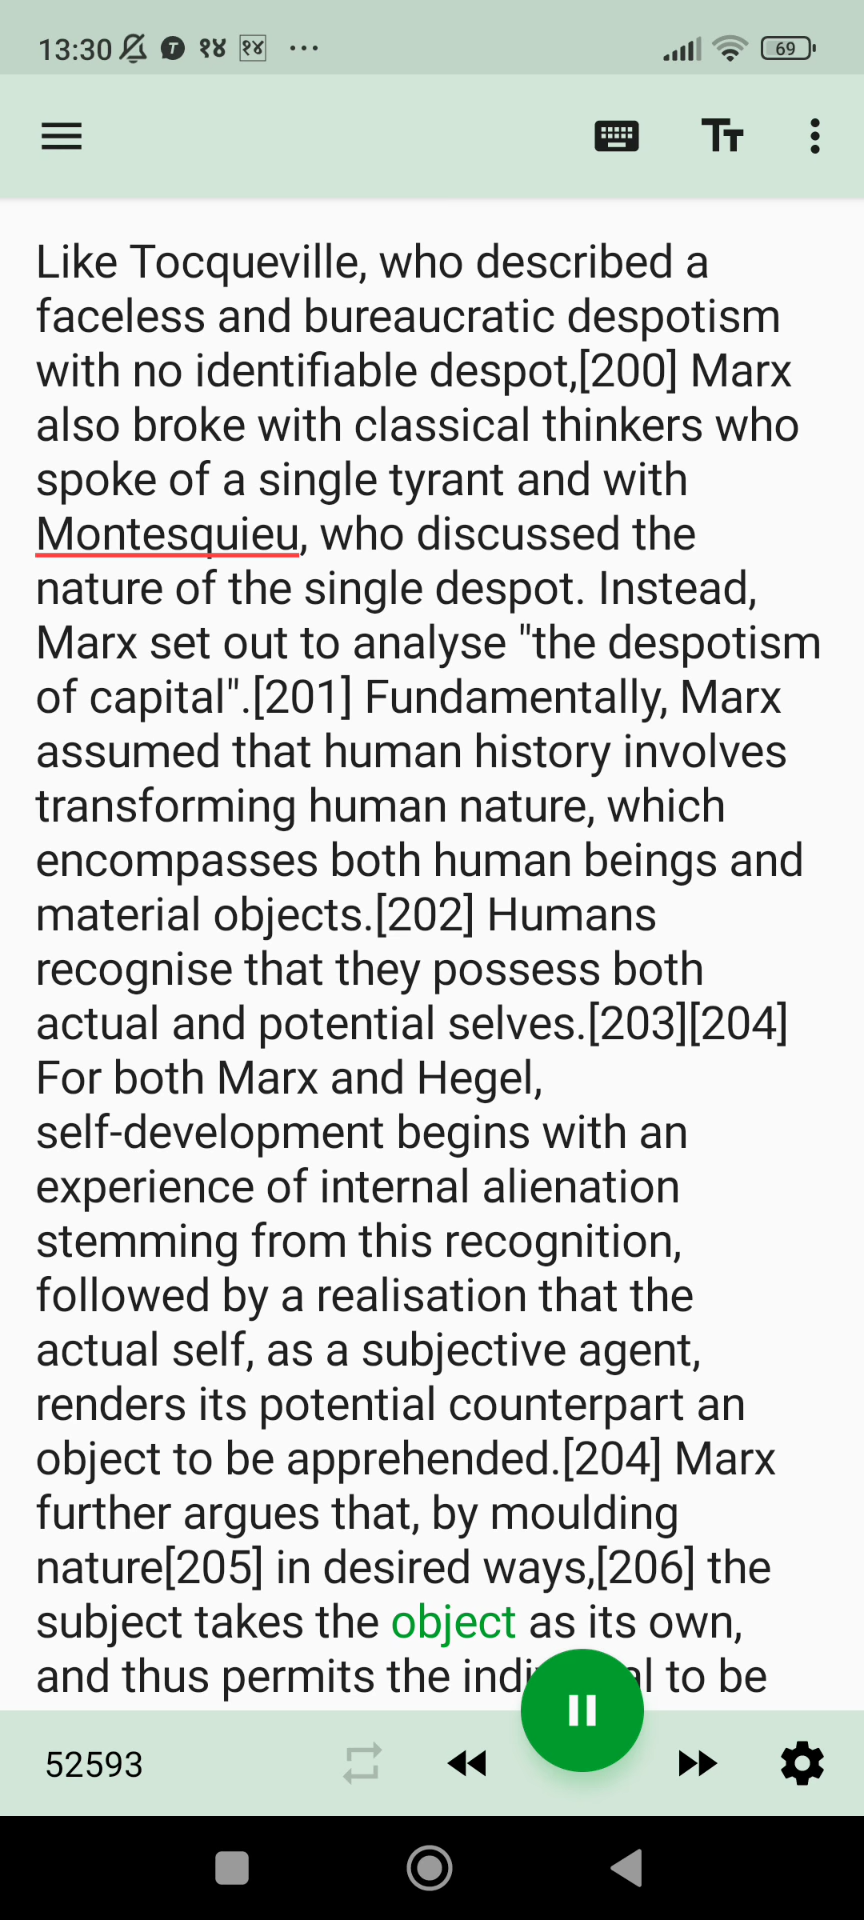 13:30 T १४ १४ ... 69
Like Tocqueville, who described a
faceless and bureaucratic despotism
with no identifiable despot,[200] Marx
also broke with classical thinkers who
spoke of a single tyrant and with
Montesquieu, who discussed the
nature of the single despot. Instead,
Marx set out to analyse "the despotism
of capital".[201] Fundamentally, Marx
assumed that human history involves
transforming human nature, which
encompasses both human beings and
material objects.[202] Humans
recognise that they possess both
actual and potential selves.[203][204]
For both Marx and Hegel,
self-development begins with an
experience of internal alienation
stemming from this recognition,
followed by a realisation that the
actual self, as a subjective agent,
renders its potential counterpart an
object to be apprehended.[204] Marx
further argues that, by moulding
nature[205] in desired ways,[206] the
subject takes the object as its own,
and thus permits the to be
52593